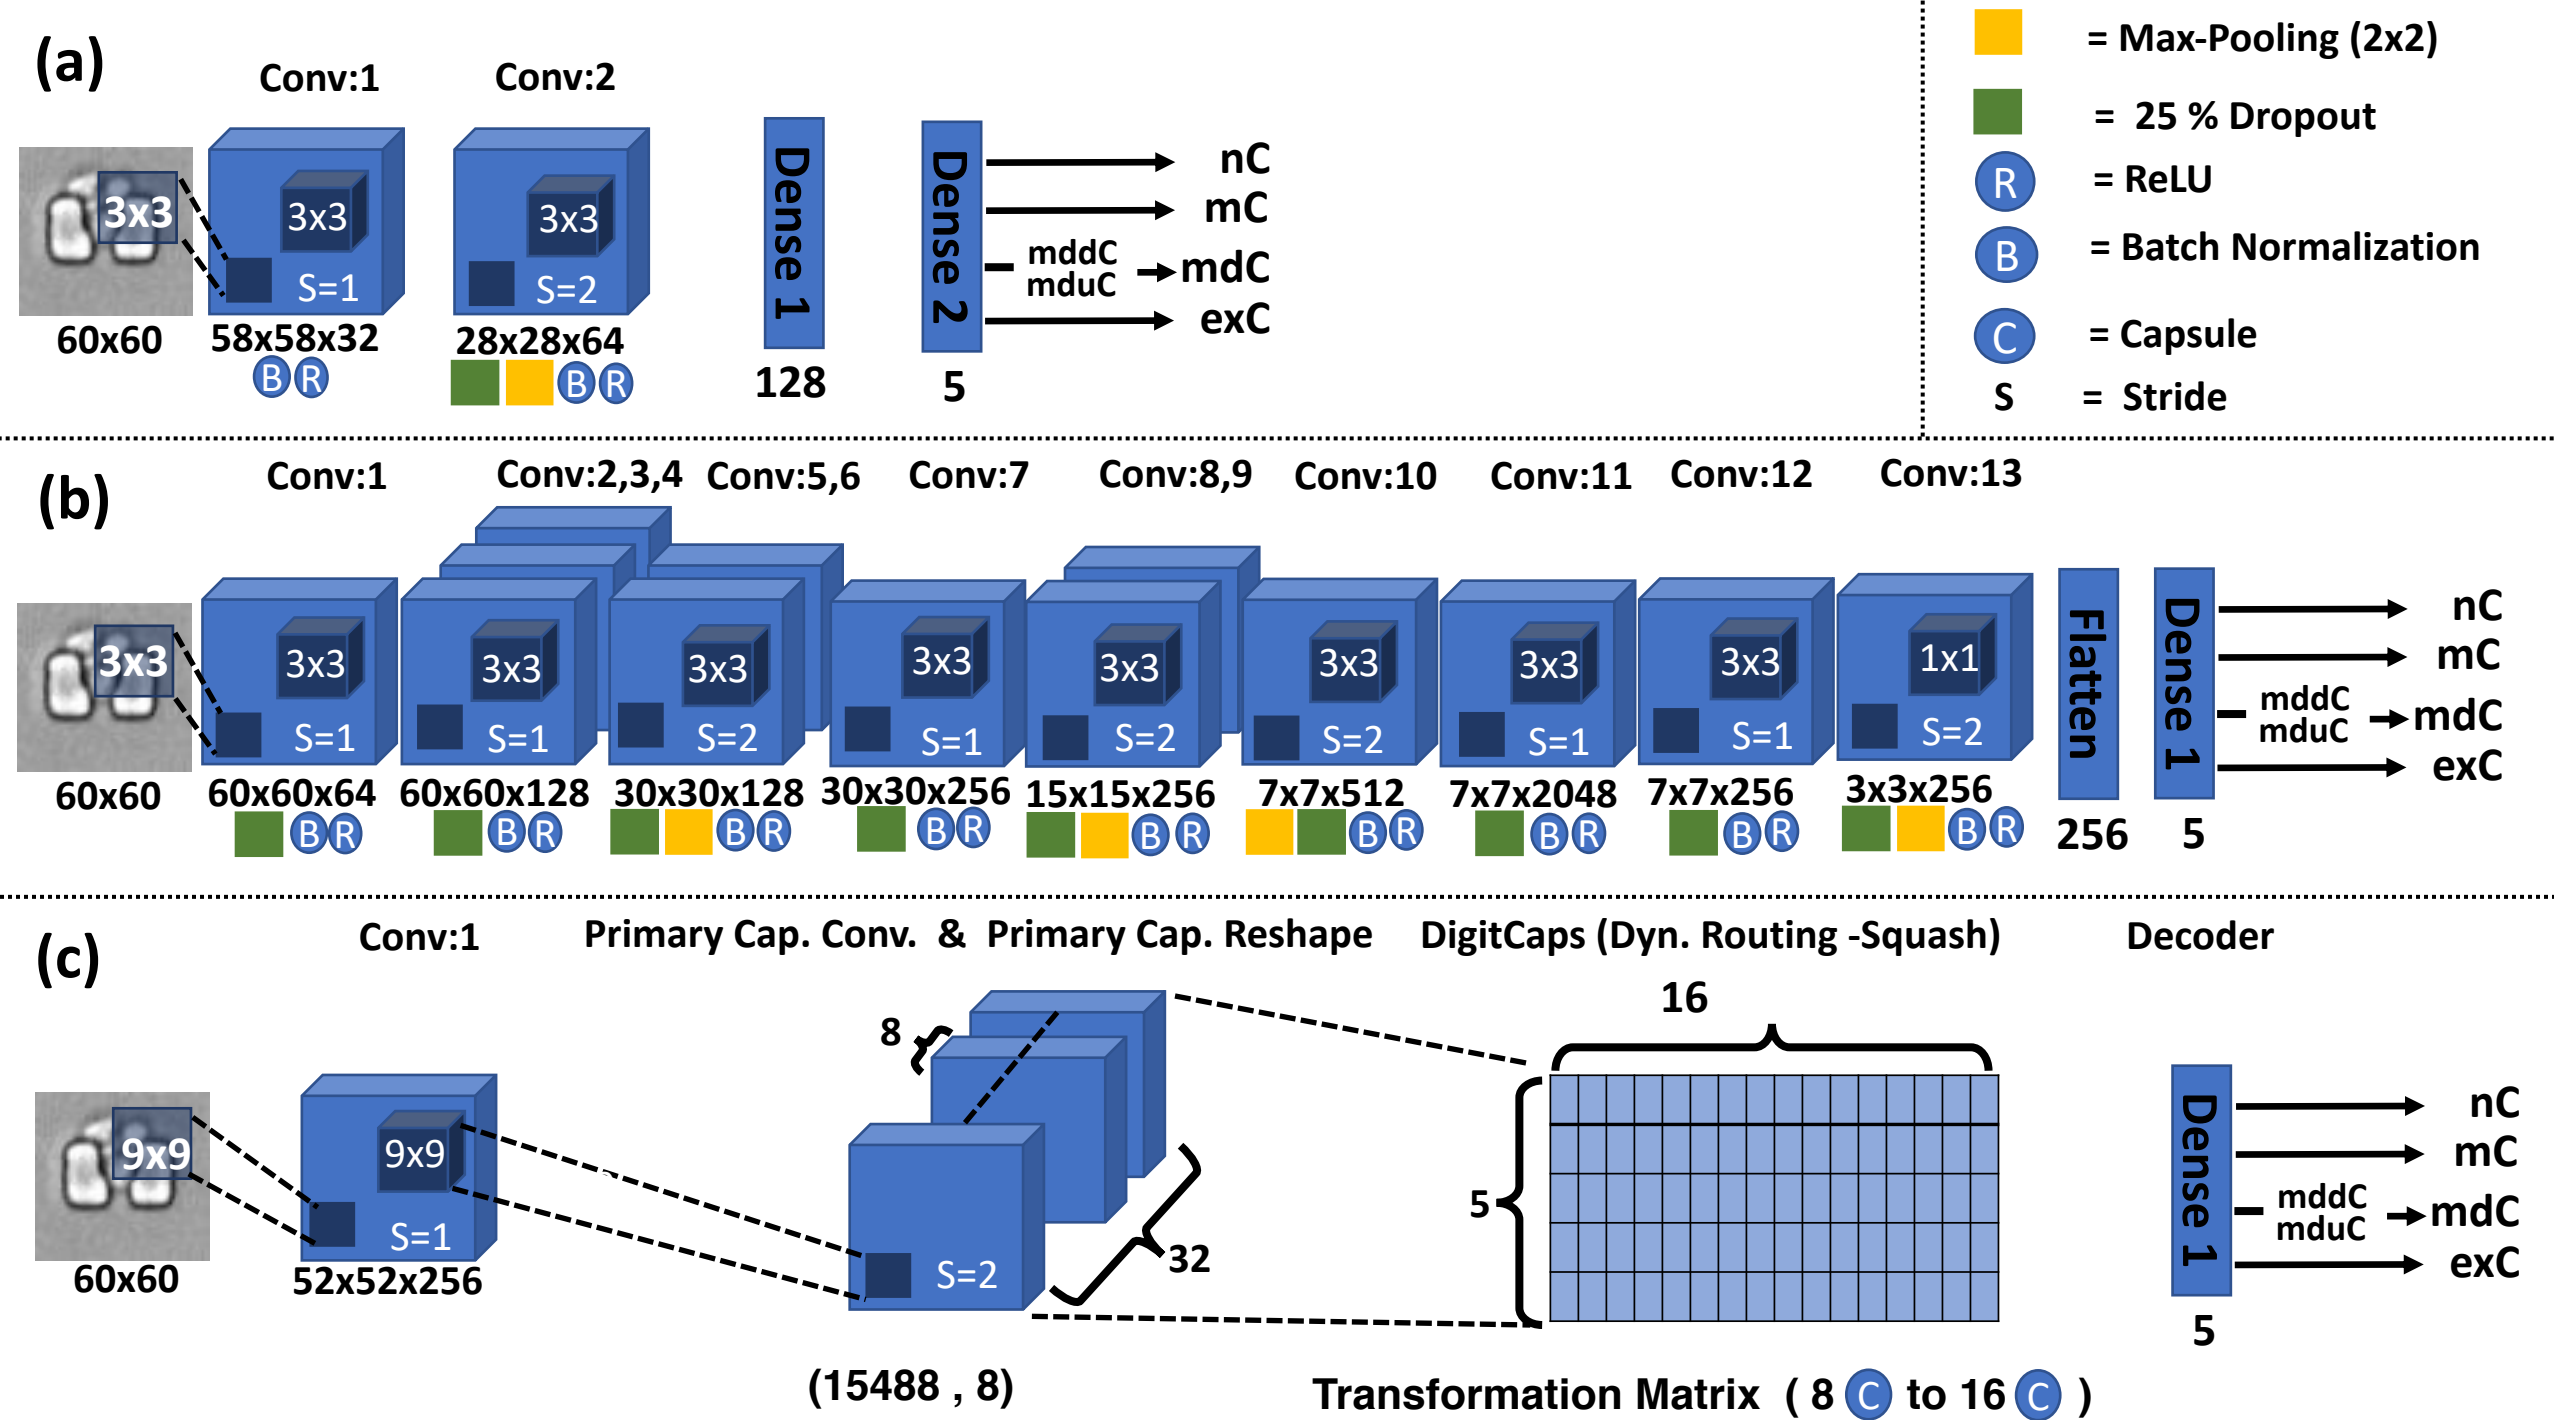 (a)
Conv:1
Conv:2
3x3
3x3
S=1
3x3
S=2
Dense 1
Dense 2
nC
mC
mddC
mduC
mdC
exC
60x60
58x58x32
28x28x64
B R
B R
128
5
= Max-Pooling (2x2)
= 25 % Dropout
R = ReLU
B = Batch Normalization
C = Capsule
S = Stride
(b)
Conv:1
Conv:2,3,4
Conv:5,6
Conv:7
Conv:8,9
Conv:10
Conv:11
Conv:12
Conv:13
3x3
3x3
S=1
3x3
S=1
3x3
S=2
3x3
S=1
3x3
S=2
3x3
S=2
3x3
S=1
3x3
S=1
1x1
S=2
Flatten
Dense 1
nC
mC
mddC
mduC
mdC
exC
60x60
60x60x64
60x60x128
30x30x128
30x30x256
15x15x256
7x7x512
7x7x2048
7x7x256
3x3x256
B R
B R
B R
B R
B R
B R
B R
B R
B R
256
5
(c)
Conv:1
Primary Cap. Conv. & Primary Cap. Reshape
DigitCaps (Dyn. Routing -Squash)
Decoder
9x9
9x9
S=1
60x60
52x52x256
8
S=2
32
(15488 , 8)
16
5
Transformation Matrix ( 8 C to 16 C )
Dense 1
nC
mC
mddC
mduC
mdC
exC
5